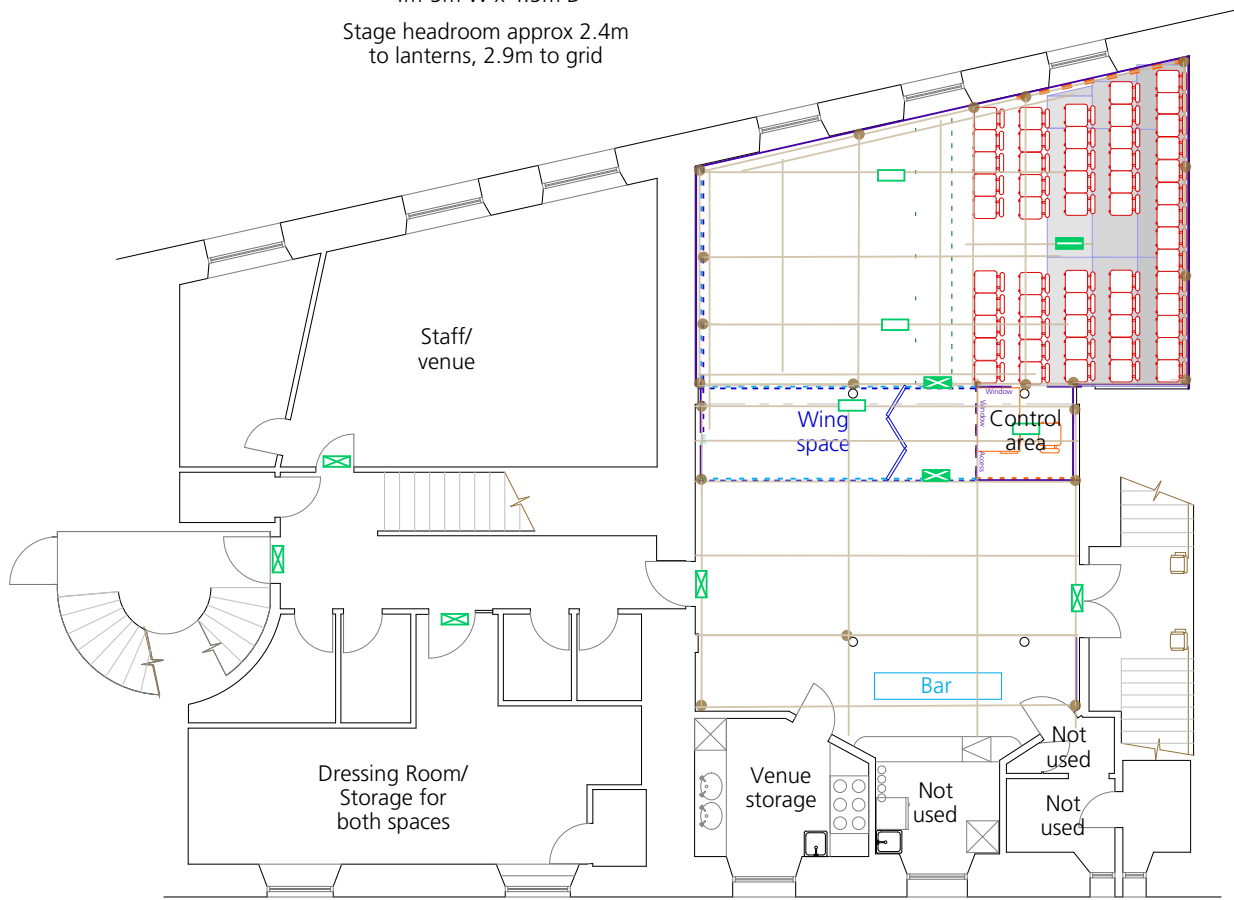 Stage headroom approx 2.4m
to lanterns, 2.9m to grid
Staff/
venue
Wing
space
Window
Window
Control
area
Access
Bar
Dressing Room/
Storage for
both spaces
Venue
storage
Not
used
Not
used
Not
used